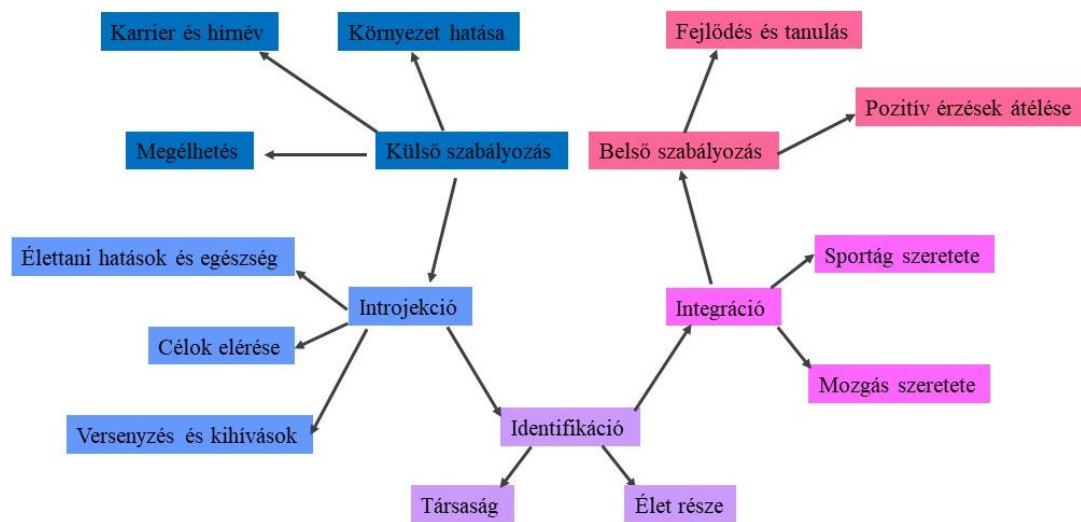 Karrier és hírnév
Környezet hatása
Megélhetés
Külső szabályozás
Fejlődés és tanulás
Pozitív érzések átélése
Belső szabályozás
Élettani hatások és egészség
Introjekció
Célok elérése
Versenyzés és kihívások
Sportág szeretete
Integráció
Mozgás szeretete
Identifikáció
Társaság
Élet része